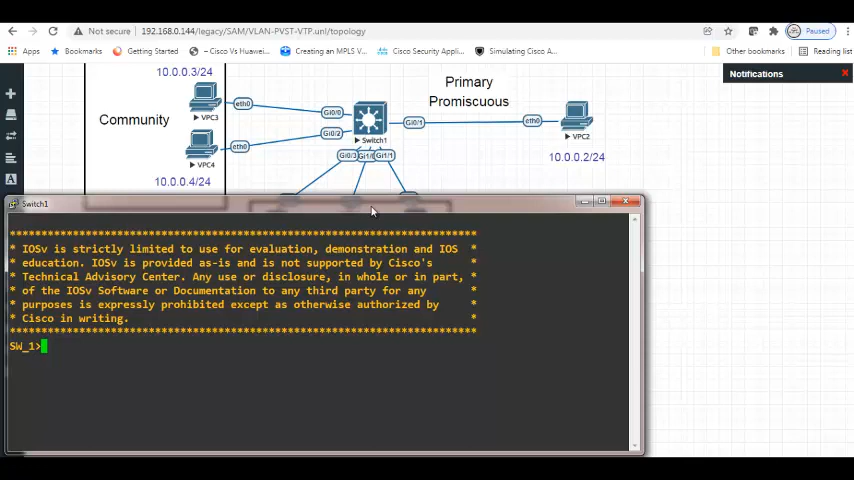 Not secure | 192.168.0.144/legacy/SAM/VLAN-PVST-VTP.unl/topology
Paused
Apps
Bookmarks
Getting Started
– Cisco Vs Huawei...
Creating an MPLS V...
Cisco Security Appli...
Simulating Cisco A...
Other bookmarks
Reading list
Notifications
10.0.0.3/24
Primary
Promiscuous
Community
eth0
Gi0/0
VPC3
Gi0/1
eth0
eth0
Gi0/2
Switch1
VPC2
VPC4
Gi0/3
Gi1/1
10.0.0.2/24
10.0.0.4/24
Switch1
**********************************************************************
* IOSv is strictly limited to use for evaluation, demonstration and IOS *
* education. IOSv is provided as-is and is not supported by Cisco's *
* Technical Advisory Center. Any use or disclosure, in whole or in part, *
* of the IOSv Software or Documentation to any third party for any *
* purposes is expressly prohibited except as otherwise authorized by *
* Cisco in writing. *
**********************************************************************
SW_1>